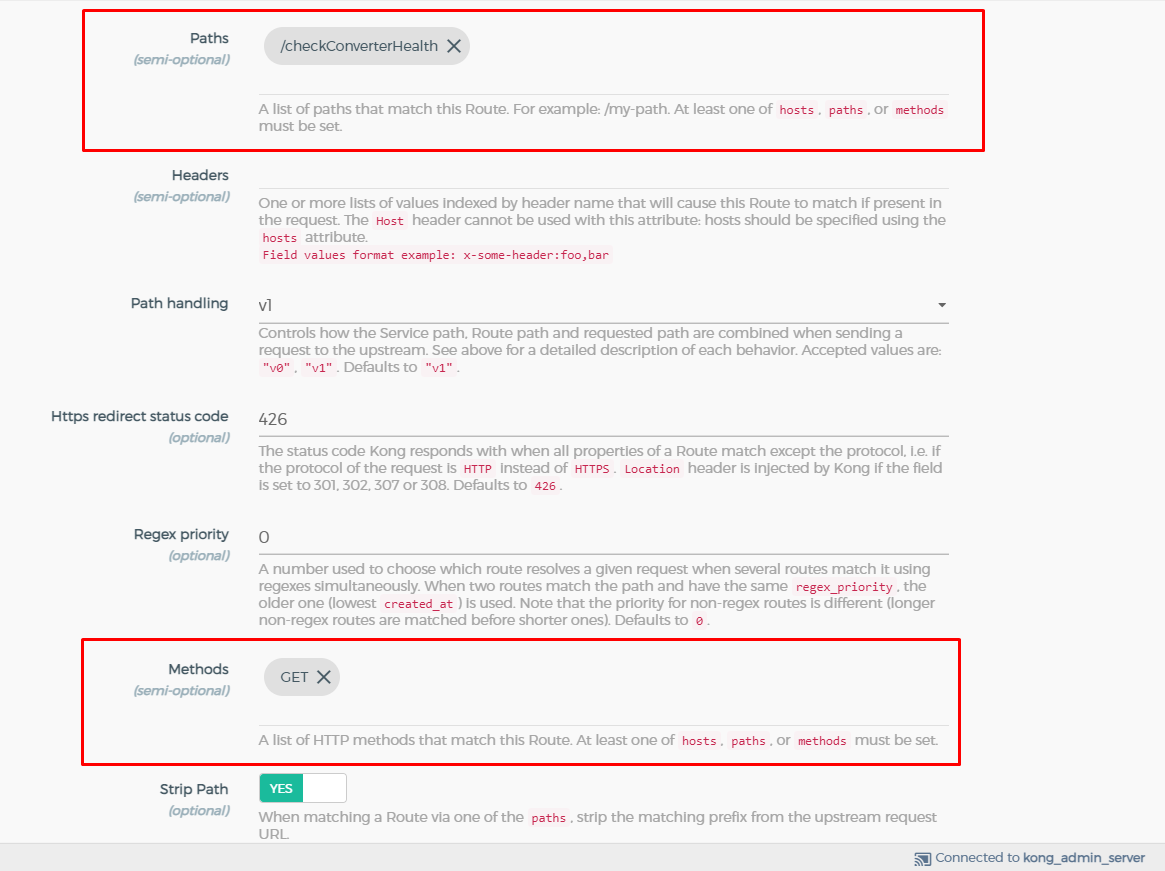 Paths
(semi-optional)
/checkConverterHealth
A list of paths that match this Route. For example: /my-path. At least one of hosts, paths, or methods
must be set.
Headers
(semi-optional)
One or more lists of values indexed by header name that will cause this Route to match if present in
the request. The Host header cannot be used with this attribute: hosts should be specified using the
hosts attribute.
Field values format example: x-some-header:foo,bar
Path handling
v1
Controls how the Service path, Route path and requested path are combined when sending a
request to the upstream. See above for a detailed description of each behavior. Accepted values are:
"v0", "v1". Defaults to "v1".
Https redirect status code
(optional)
426
The status code Kong responds with when all properties of a Route match except the protocol, i.e. if
the protocol of the request is HTTP instead of HTTPS. Location header is injected by Kong if the field
is set to 301, 302, 307 or 308. Defaults to 426.
Regex priority
(optional)
0
A number used to choose which route resolves a given request when several routes match it using
regexes simultaneously. When two routes match the path and have the same regex_priority, the
older one (lowest created_at) is used. Note that the priority for non-regex routes is different (longer
non-regex routes are matched before shorter ones). Defaults to 0.
Methods
(semi-optional)
GET
A list of HTTP methods that match this Route. At least one of hosts, paths, or methods must be set.
Strip Path
(optional)
YES
When matching a Route via one of the paths, strip the matching prefix from the upstream request
URL.
Connected to kong_admin_server